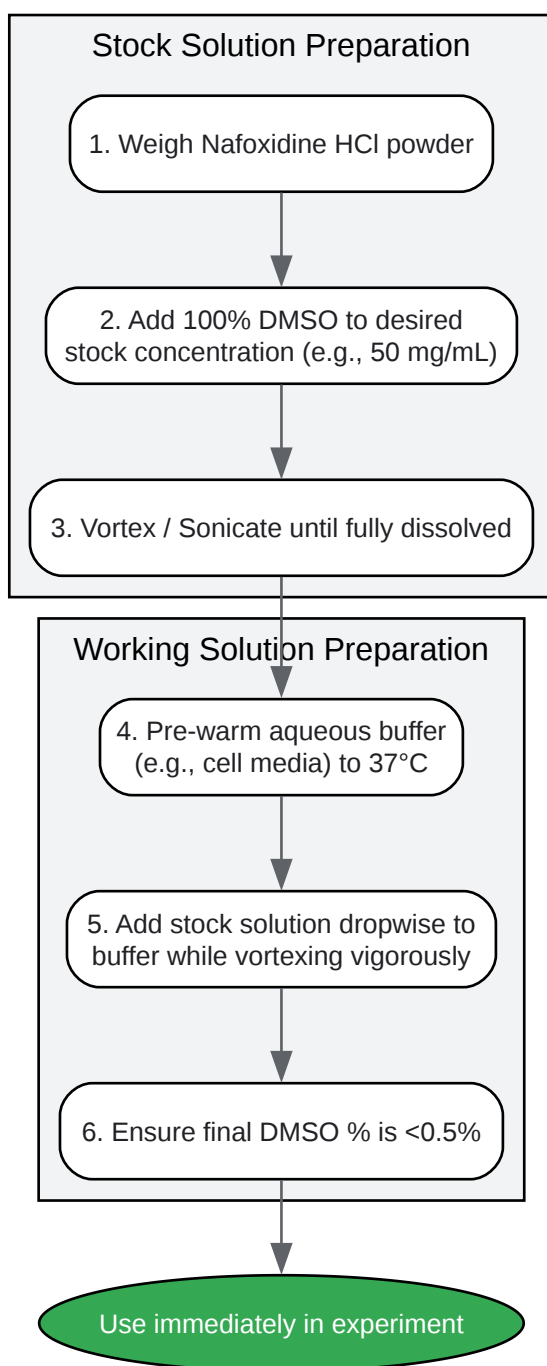 Stock Solution Preparation
1. Weigh Nafoxidine HCl powder
2. Add 100% DMSO to desired
stock concentration (e.g., 50 mg/mL)
3. Vortex / Sonicate until fully dissolved
Working Solution Preparation
4. Pre-warm aqueous buffer
(e.g., cell media) to 37°C
5. Add stock solution dropwise to
buffer while vortexing vigorously
6. Ensure final DMSO % is <0.5%
Use immediately in experiment